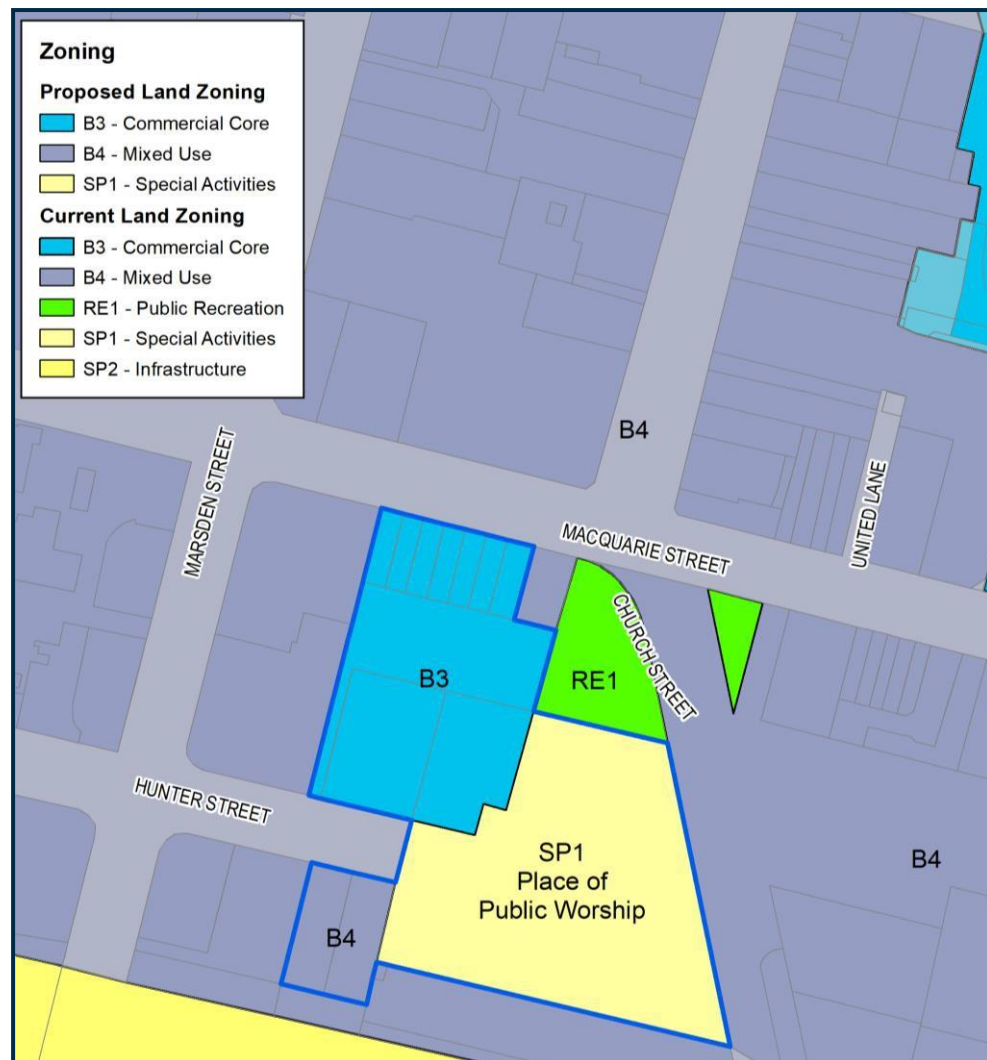 Zoning
Proposed Land Zoning
B3 - Commercial Core
B4 - Mixed Use
SP1 - Special Activities
Current Land Zoning
B3 - Commercial Core
B4 - Mixed Use
RE1 - Public Recreation
SP1 - Special Activities
SP2 - Infrastructure
B4
MARSDEN STREET
MACQUARIE STREET
UNITED LANE
CHURCH STREET
B3
RE1
HUNTER STREET
SP1
Place of
Public Worship
B4
B4